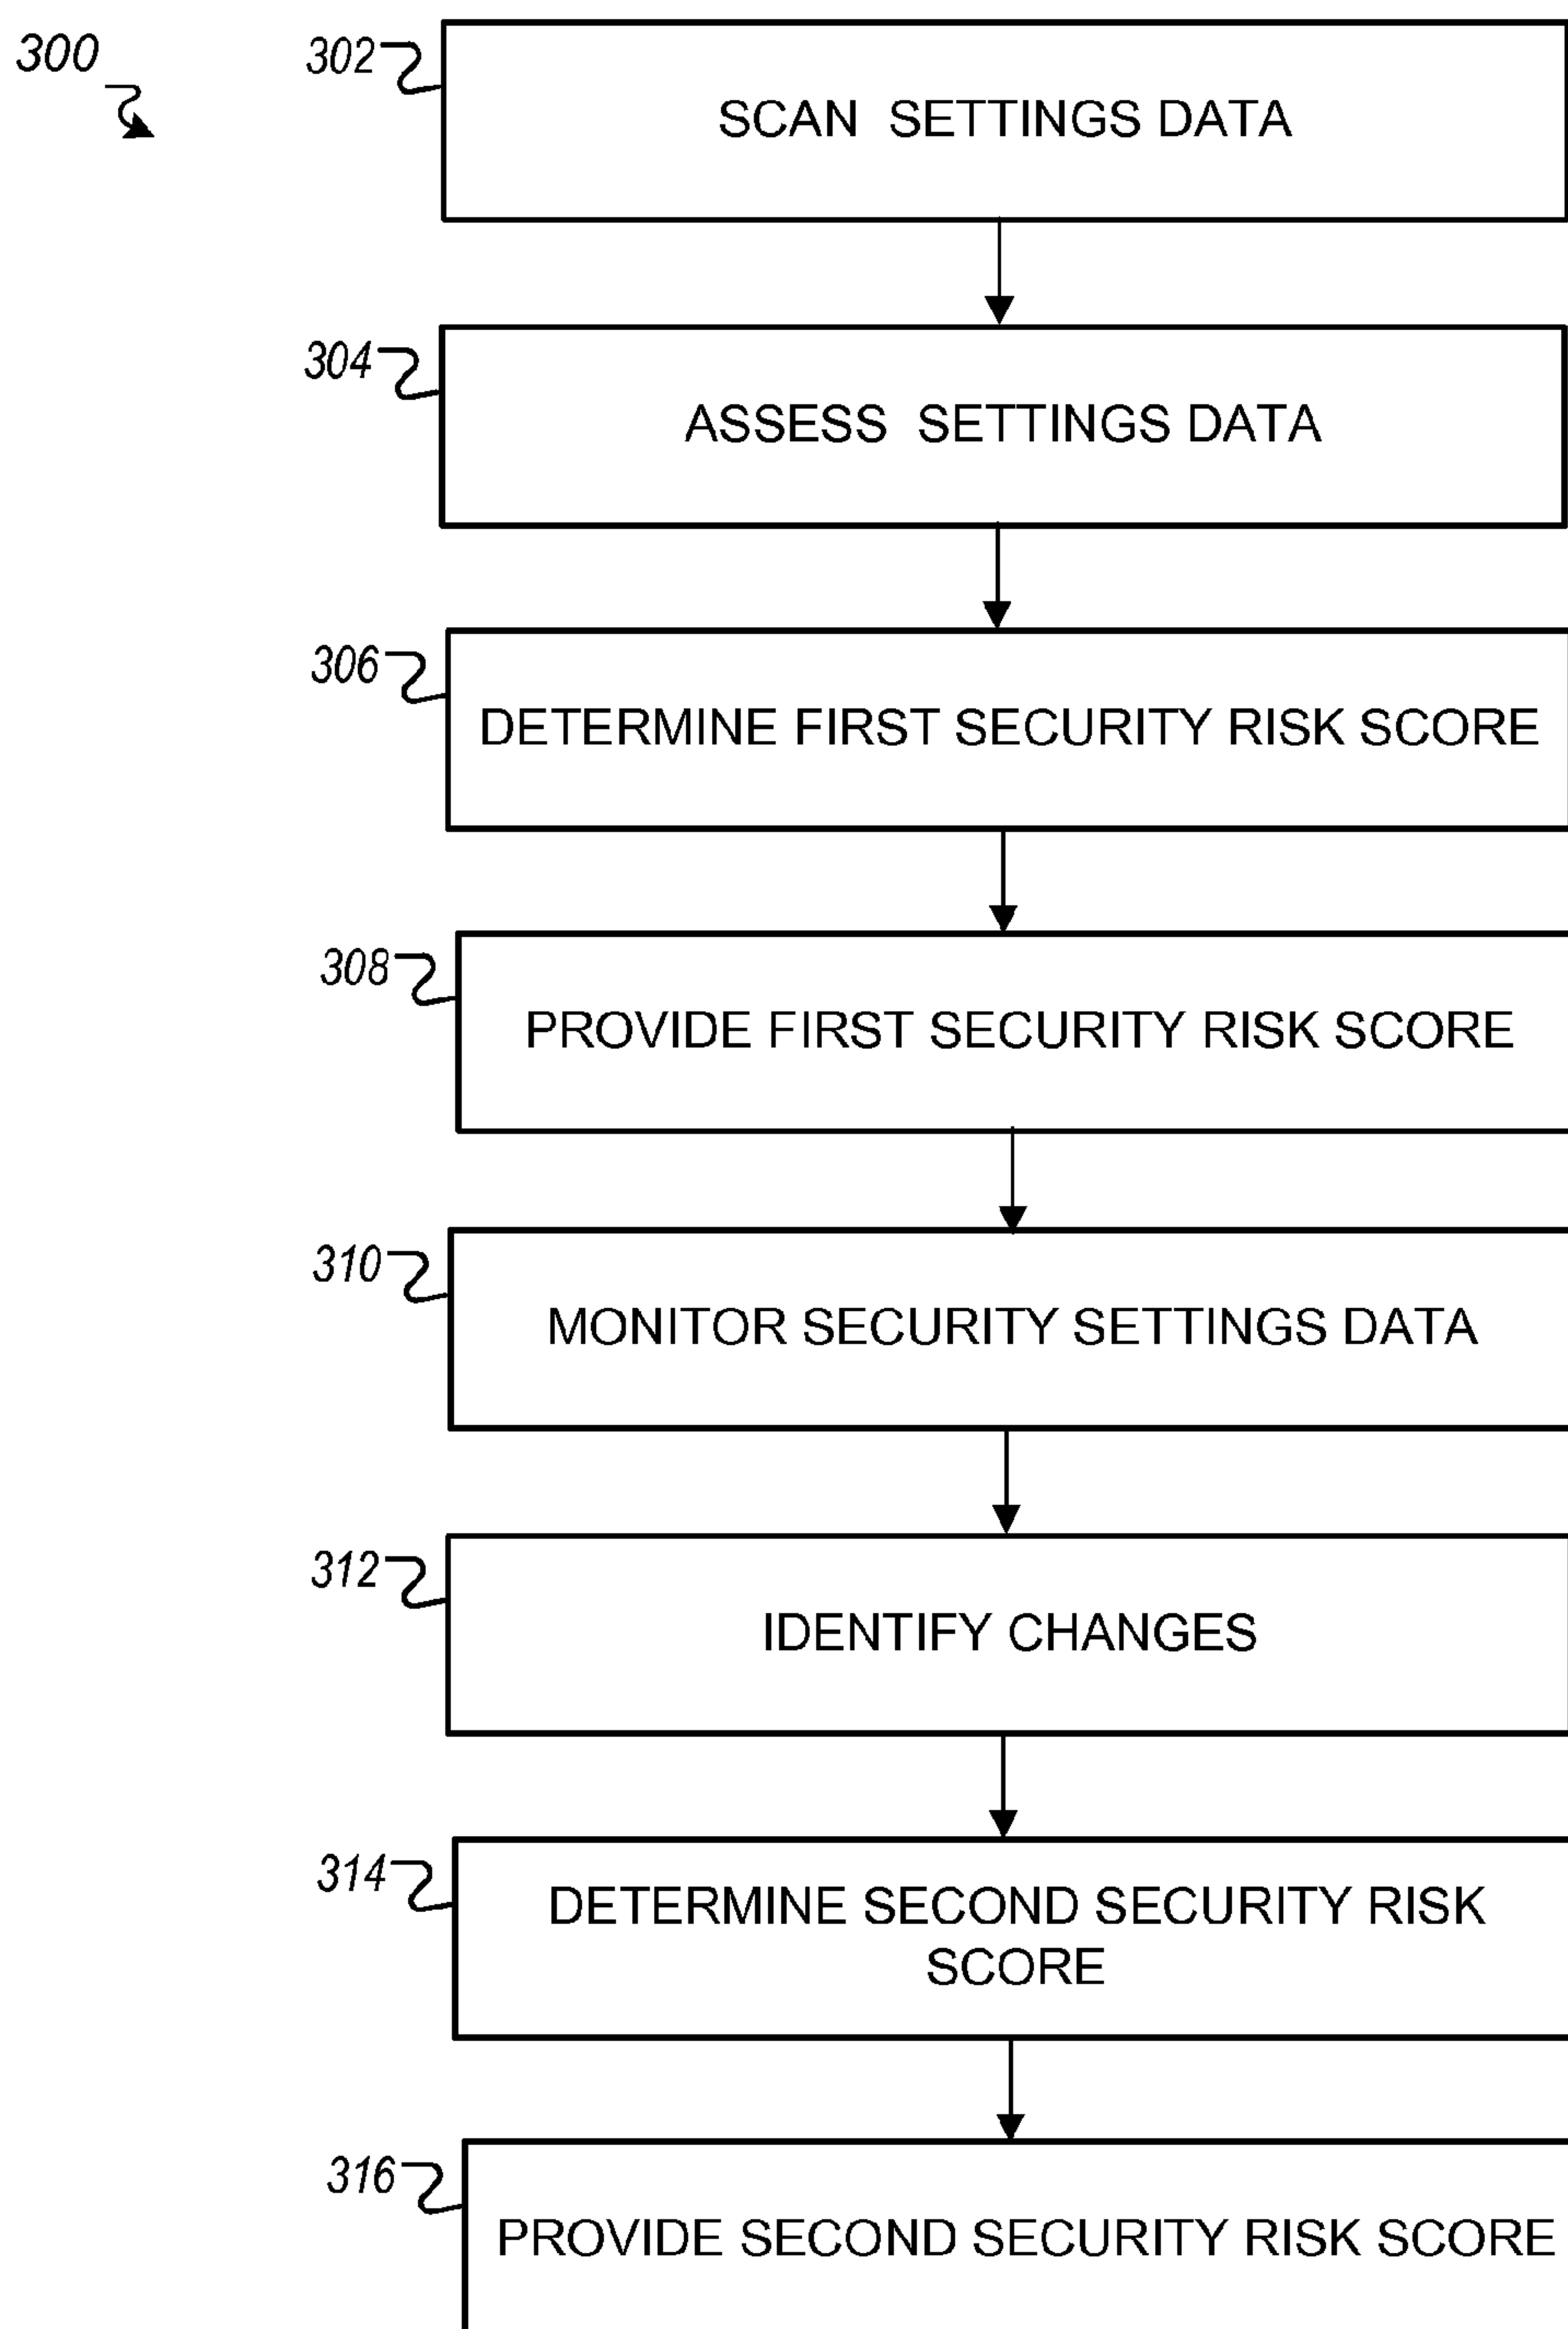 300
302
SCAN SETTINGS DATA
304
ASSESS SETTINGS DATA
306
DETERMINE FIRST SECURITY RISK SCORE
308
PROVIDE FIRST SECURITY RISK SCORE
310
MONITOR SECURITY SETTINGS DATA
312
IDENTIFY CHANGES
314
DETERMINE SECOND SECURITY RISK
SCORE
316
PROVIDE SECOND SECURITY RISK SCORE